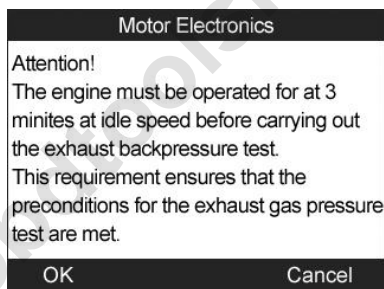 Motor Electronics
Attention!
The engine must be operated for at 3
minites at idle speed before carrying out
the exhaust backpressure test.
This requirement ensures that the
preconditions for the exhaust gas pressure
test are met.
OK Cancel